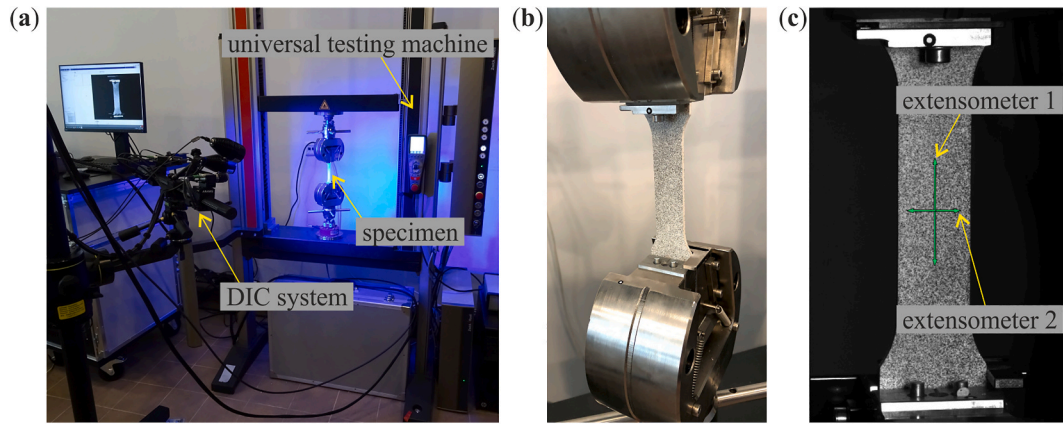 (a)
universal testing machine
specimen
DIC system
(b)
(c)
extensometer 1
extensometer 2